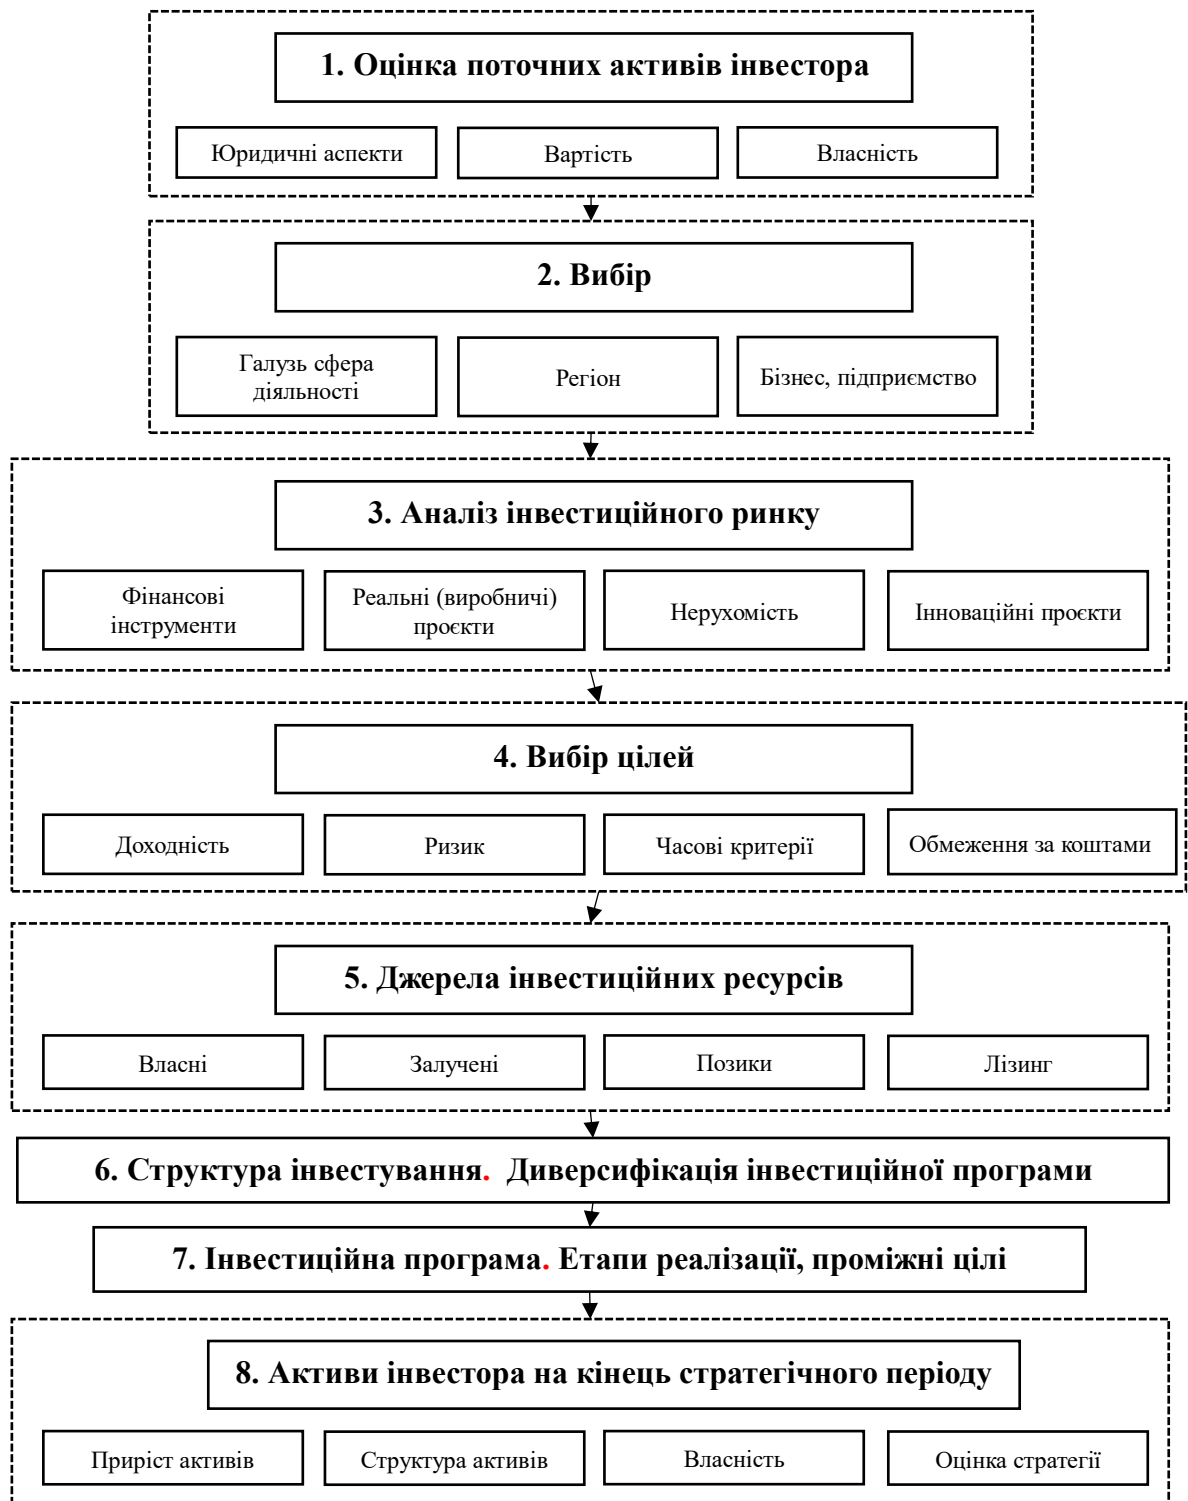 1. Оцінка поточних активів інвестора
Юридичні аспекти
Вартість
Власність
2. Вибір
Галузь сфера
діяльності
Регіон
Бізнес, підприємство
3. Аналіз інвестиційного ринку
Фінансові
інструменти
Реальні (виробничі)
проєкти
Нерухомість
Інноваційні проєкти
4. Вибір цілей
Доходність
Ризик
Часові критерії
Обмеження за коштами
5. Джерела інвестиційних ресурсів
Власні
Залучені
Позики
Лізинг
6. Структура інвестування. Диверсифікація інвестиційної програми
7. Інвестиційна програма. Етапи реалізації, проміжні цілі
8. Активи інвестора на кінець стратегічного періоду
Приріст активів
Структура активів
Власність
Оцінка стратегії